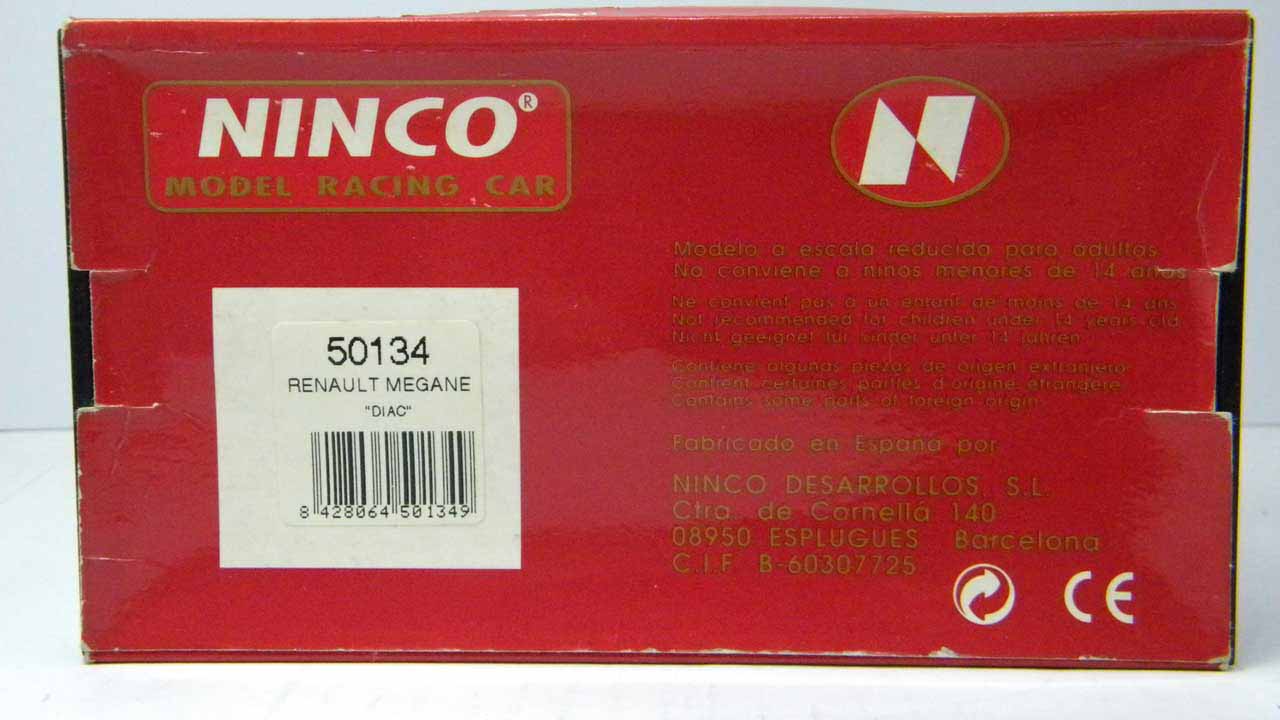 NINCO®
MODEL RACING CAR
N
50134
RENAULT MEGANE
"DIAC"
8 428064 501349
Modelo a escala reducida para adultos
No conviene a ninos menores de 14 anos
Ne convient pas a un enfant de moins de 14 ans
Not recommended for children under 14 years old
Nicht geeignet für kinder unter 14 jahren
Contiene algunas piezas de origen extranjero
Contient certumes parties d'origine étrangère
Contains some parts of foreign origin
Fabricado en España por
NINCO DESARROLLOS S.L.
Ctra. de Cornellá 140
08950 ESPLUGUES Barcelona
C.I.F B-60307725
CE